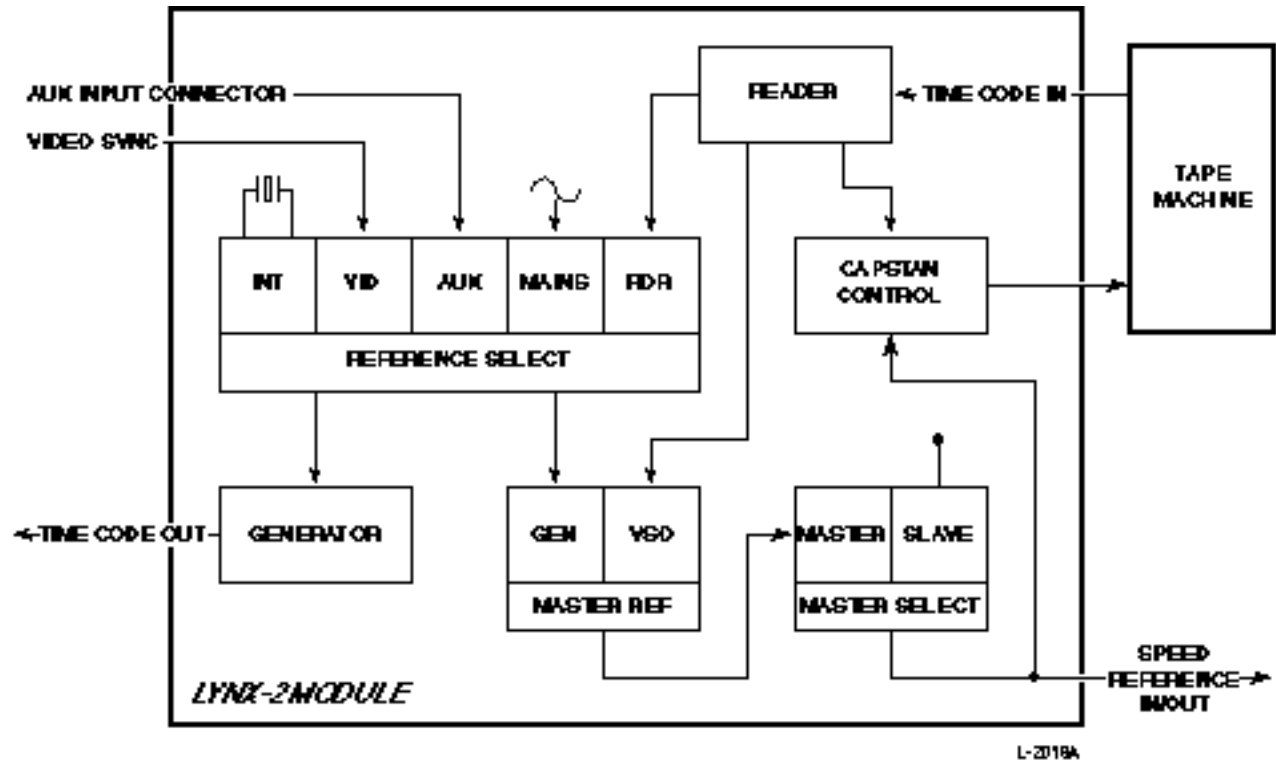 AUX INPUT CONNECTOR
VIDEO SYNC
READER
TIME CODE IN
TAPE
MACHINE
INT
VID
AUX
MAINS
RDR
REFERENCE SELECT
CAPSTAN
CONTROL
TIME CODE OUT
GENERATOR
GEN
VSO
MASTER REF
MASTER
SLAVE
MASTER SELECT
SPEED
REFERENCE
IN/OUT
LYNX-2 MODULE
L-2018A